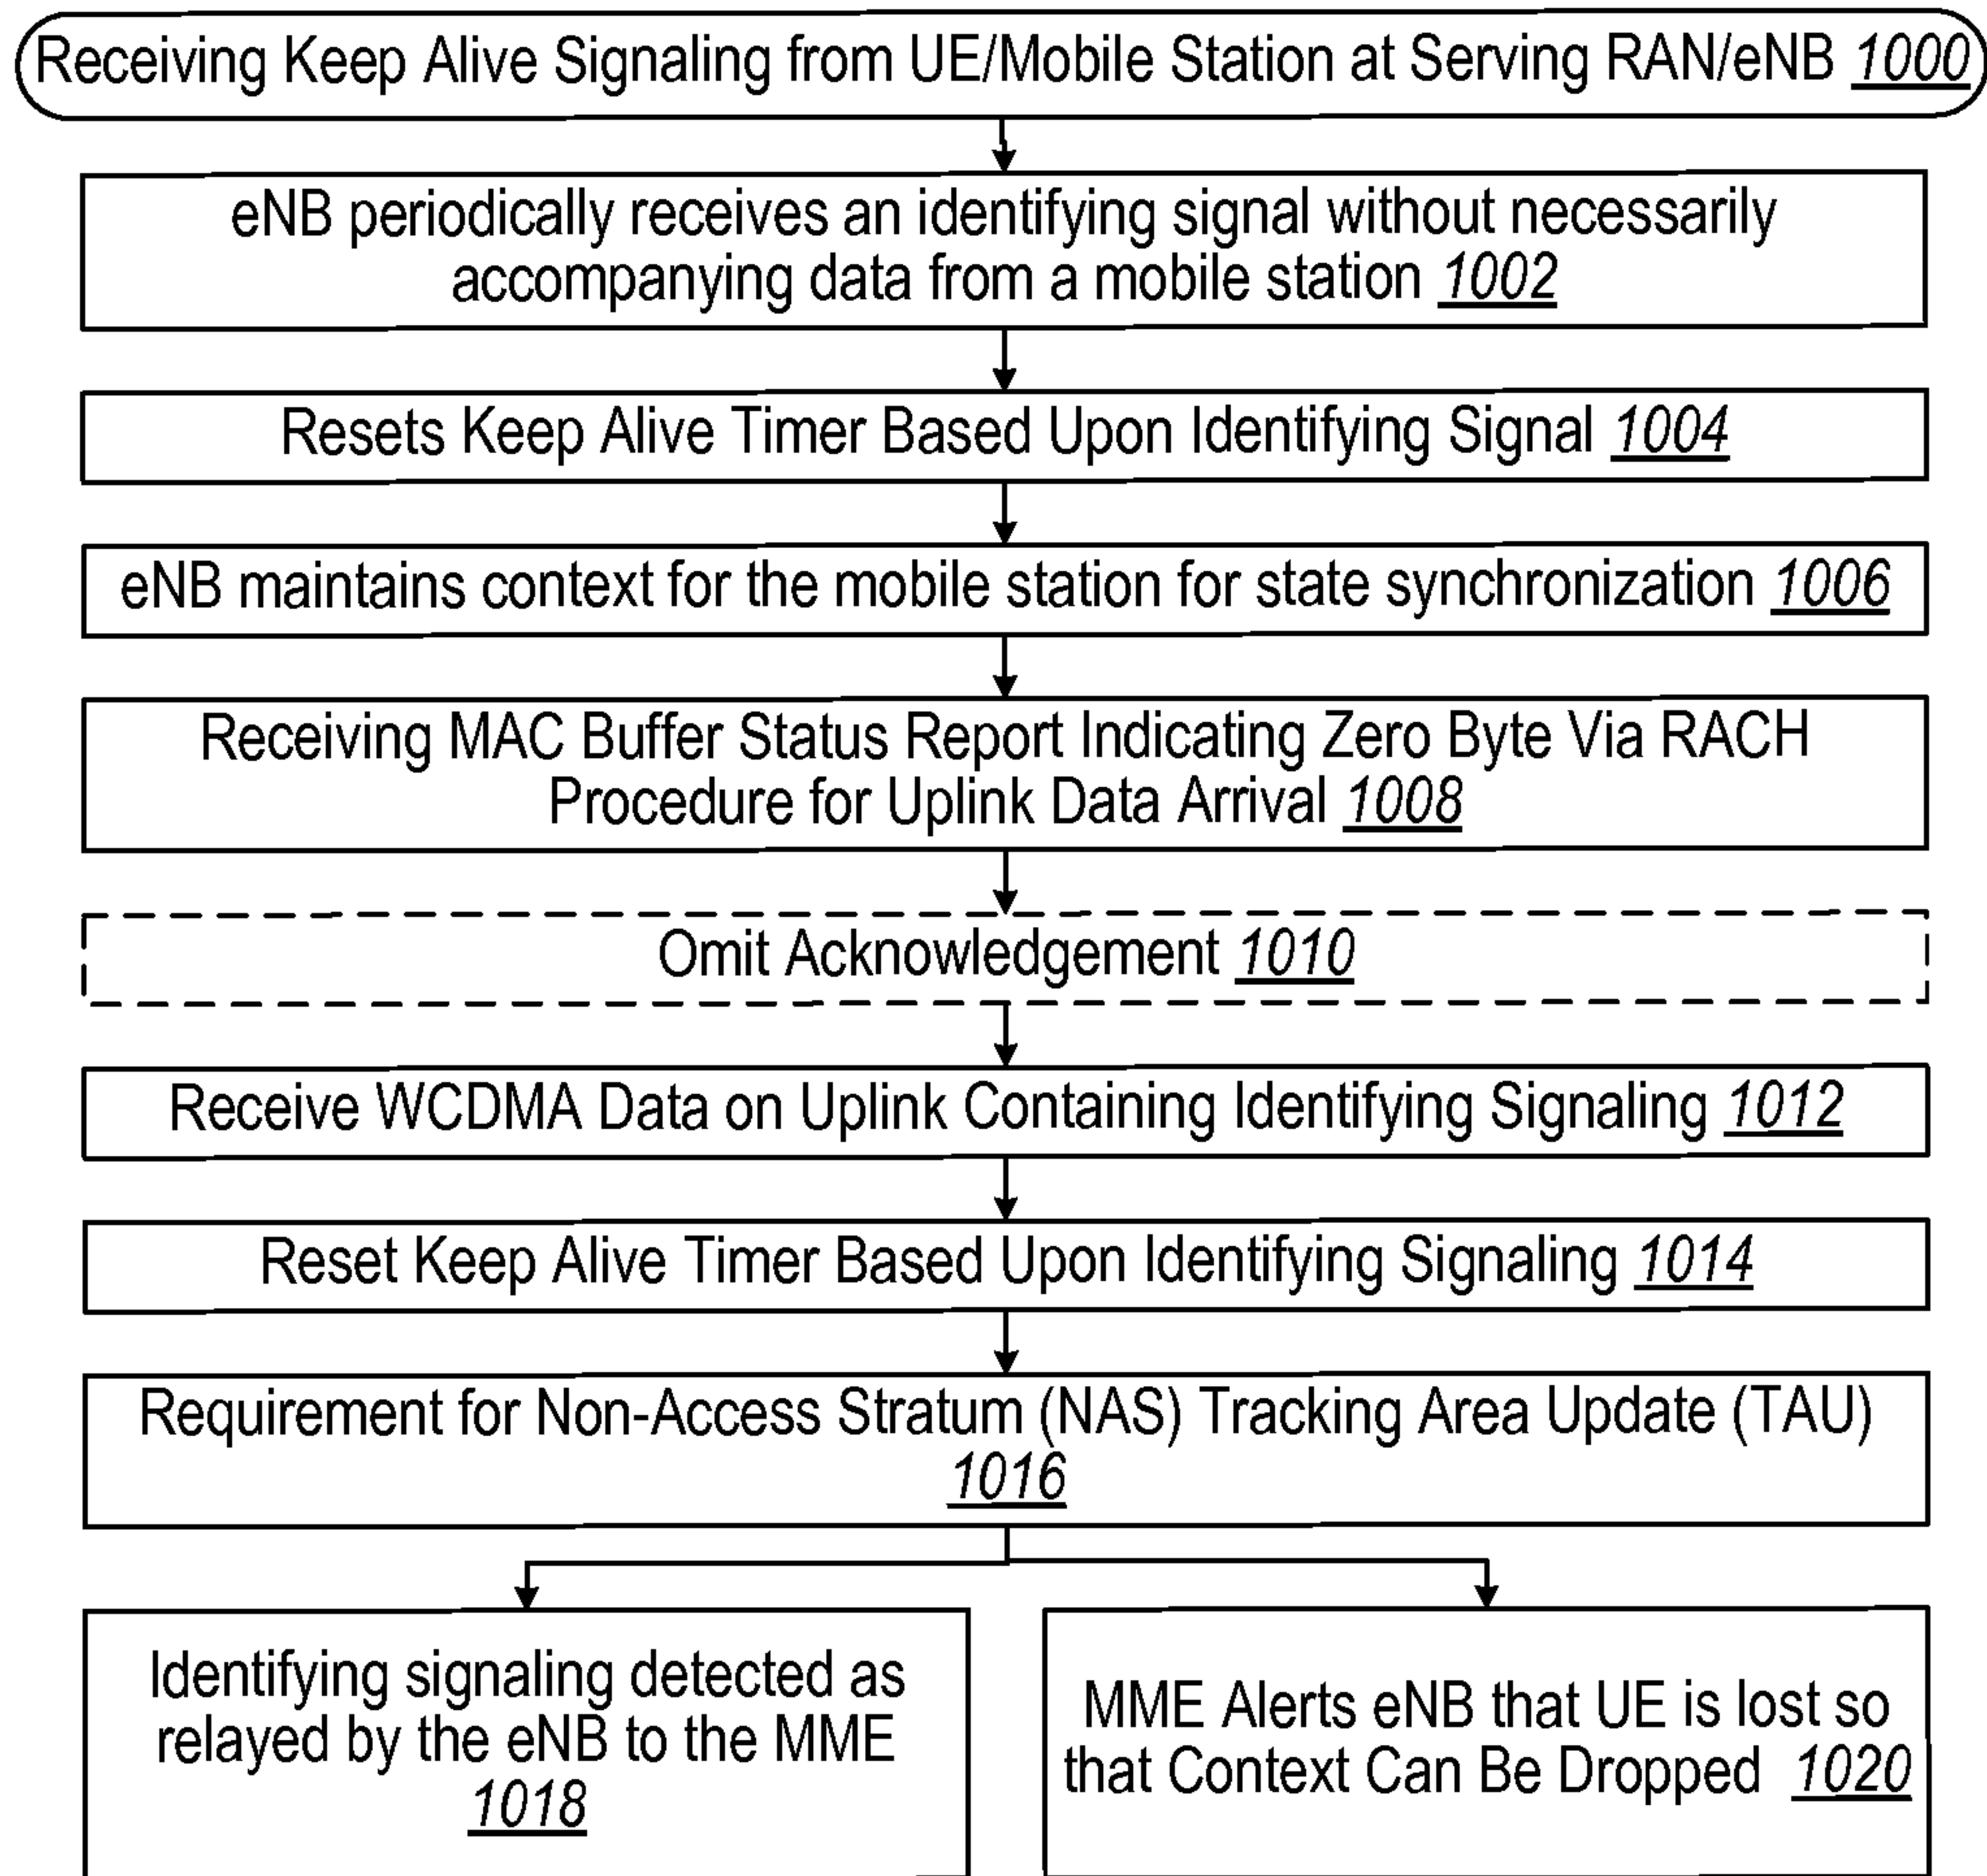 Receiving Keep Alive Signaling from UE/Mobile Station at Serving RAN/eNB 1000
eNB periodically receives an identifying signal without necessarily
accompanying data from a mobile station 1002
Resets Keep Alive Timer Based Upon Identifying Signal 1004
eNB maintains context for the mobile station for state synchronization 1006
Receiving MAC Buffer Status Report Indicating Zero Byte Via RACH
Procedure for Uplink Data Arrival 1008
Omit Acknowledgement 1010
Receive WCDMA Data on Uplink Containing Identifying Signaling 1012
Reset Keep Alive Timer Based Upon Identifying Signaling 1014
Requirement for Non-Access Stratum (NAS) Tracking Area Update (TAU)
1016
Identifying signaling detected as
relayed by the eNB to the MME
1018
MME Alerts eNB that UE is lost so
that Context Can Be Dropped 1020